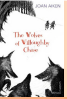 JOAN AIKEN
The Wolves
of Willoughby
Chase